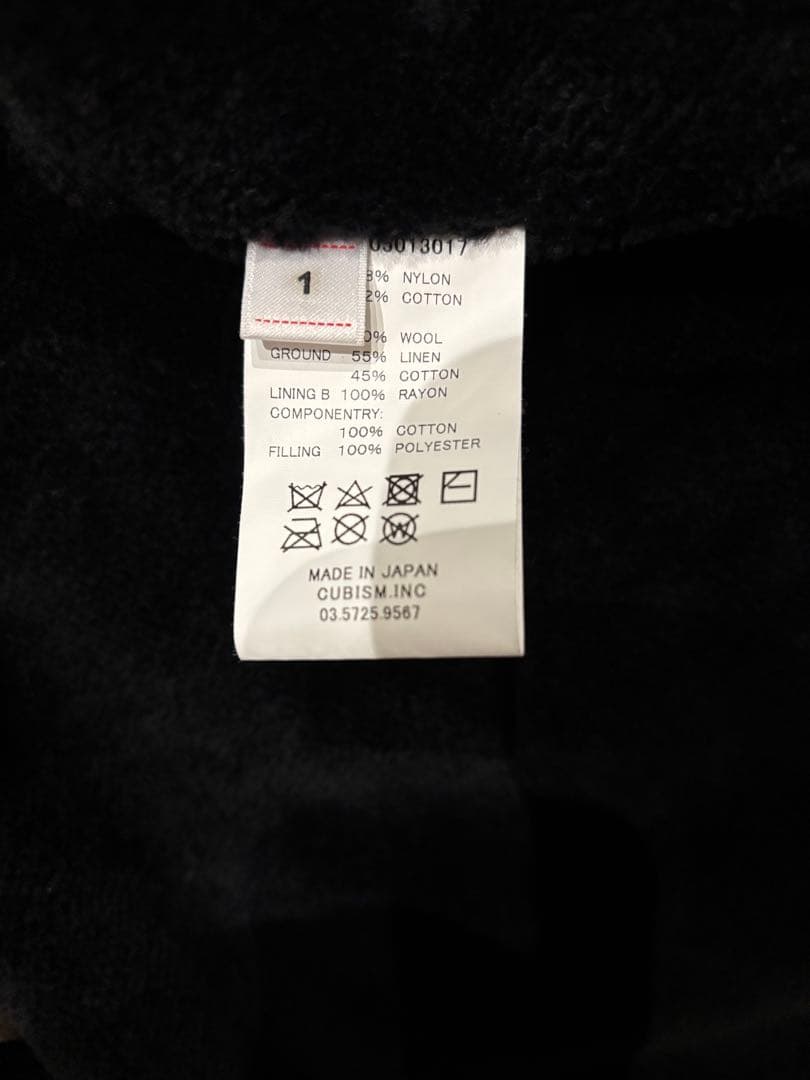 1
3013017
NYLON
COTTON
WOOL
GROUND 55% LINEN
45% COTTON
LINING B 100% RAYON
COMPONENTRY:
100% COTTON
FILLING 100% POLYESTER
W
MADE IN JAPAN
CUBISM.INC
03.5725.9567